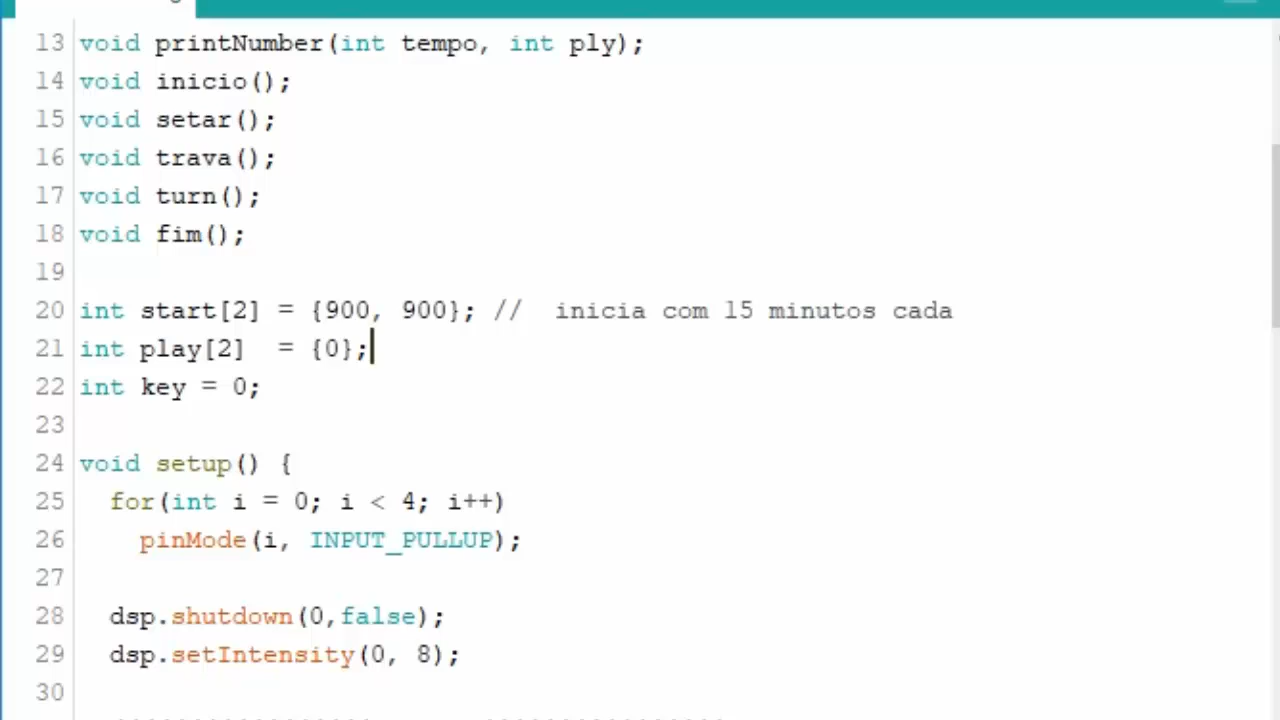 13 void printNumber(int tempo, int ply);
14 void inicio();
15 void setar();
16 void trava();
17 void turn();
18 void fim();
19
20 int start[2] = {900, 900}; //  inicia com 15 minutos cada
21 int play[2]  = {0};
22 int key = 0;
23
24 void setup() {
25   for(int i = 0; i < 4; i++)
26     pinMode(i, INPUT_PULLUP);
27
28   dsp.shutdown(0,false);
29   dsp.setIntensity(0, 8);
30